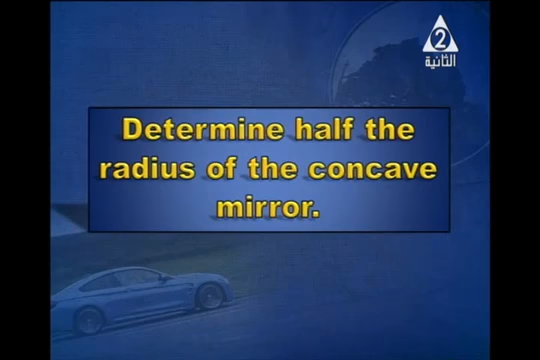 2
الثانية
Determine half the
radius of the concave
mirror.